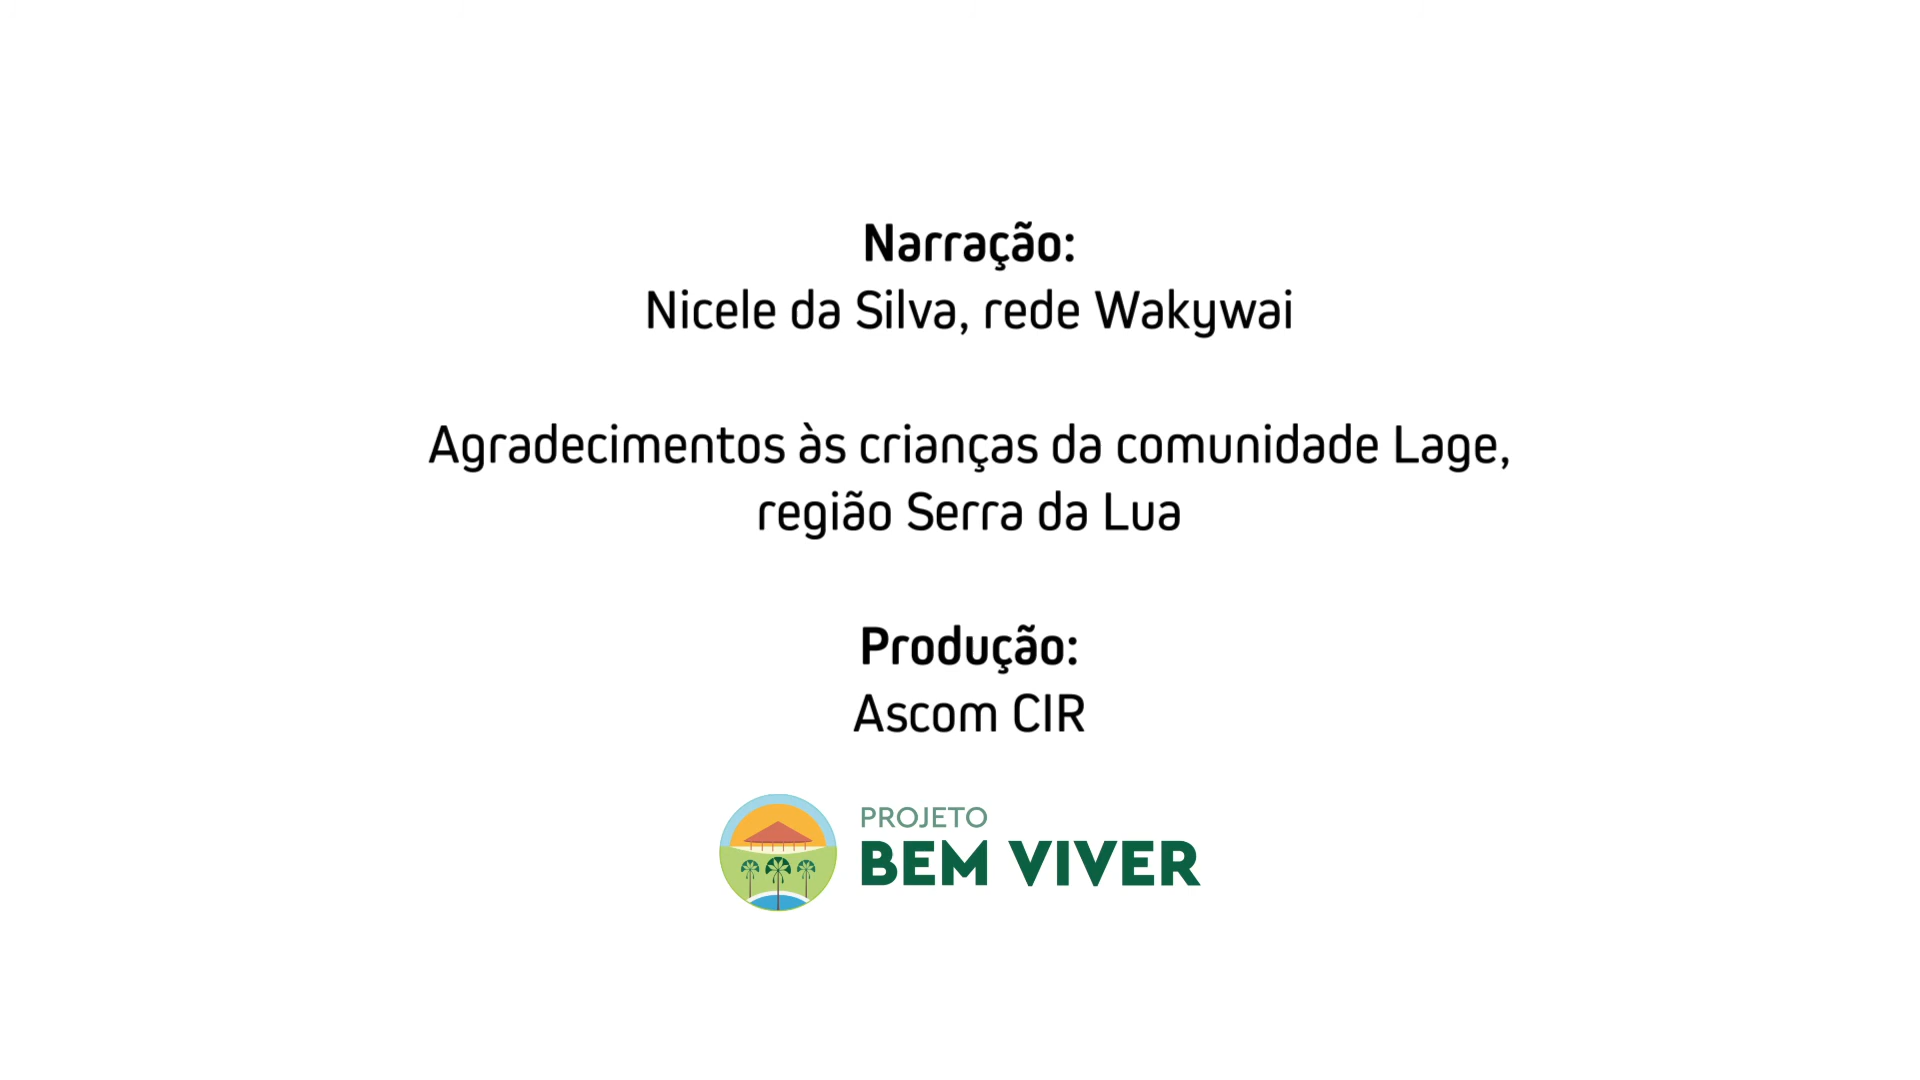 Narração:
Nicele da Silva, rede Wakywai
Agradecimentos às crianças da comunidade Lage,
região Serra da Lua
Produção:
Ascom CIR
PROJETO
BEM VIVER